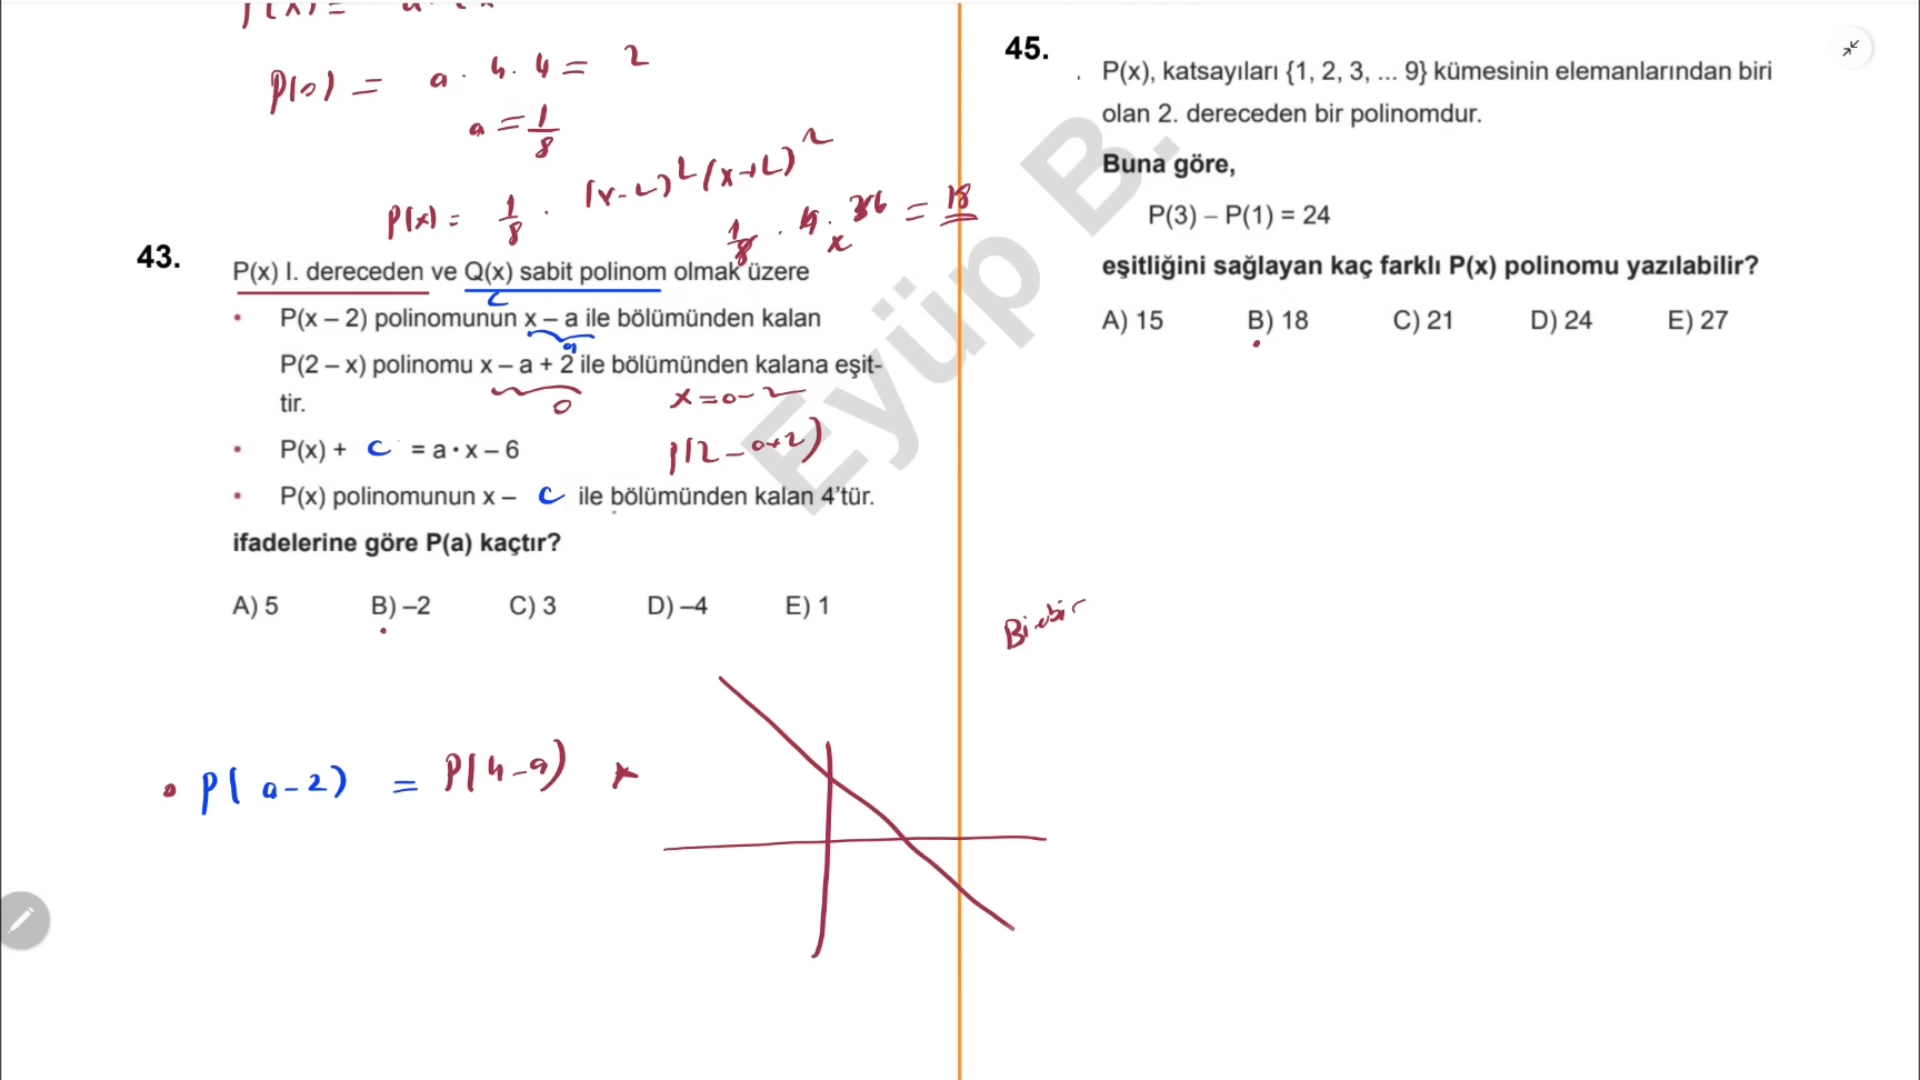 P(x) =
P(0) = a . 4 . 4 = 2
a = 1/8
P(x) = 1/8 . (x-2)² (x+2)²
1/8 . 4 . 36 = 18
x
43.
P(x) I. dereceden ve Q(x) sabit polinom olmak üzere
c
• P(x – 2) polinomunun x – a ile bölümünden kalan
a
P(2 – x) polinomu x – a + 2 ile bölümünden kalana eşit-
tir.
0
x = a - 2
• P(x) + c = a · x – 6
P(2 - a+2)
• P(x) polinomunun x – c ile bölümünden kalan 4'tür.
ifadelerine göre P(a) kaçtır?
A) 5 B) –2 C) 3 D) –4 E) 1
• P(a-2) = P(4-a)
Birebir
45.
P(x), katsayıları {1, 2, 3, ... 9} kümesinin elemanlarından biri
olan 2. dereceden bir polinomdur.
Buna göre,
P(3) – P(1) = 24
eşitliğini sağlayan kaç farklı P(x) polinomu yazılabilir?
A) 15 B) 18 C) 21 D) 24 E) 27
Eyüp B.